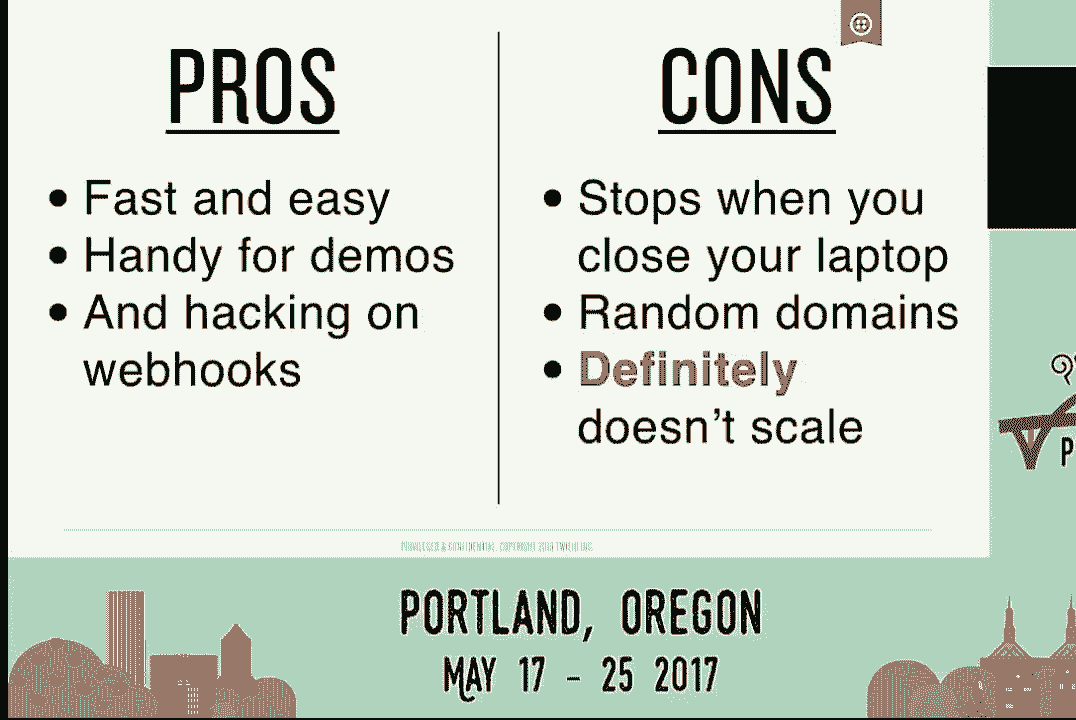 PROS
• Fast and easy
• Handy for demos
• And hacking on
webhooks
CONS
• Stops when you
close your laptop
• Random domains
• Definitely
doesn’t scale
PORTLAND, OREGON
MAY 17 - 25 2017
P